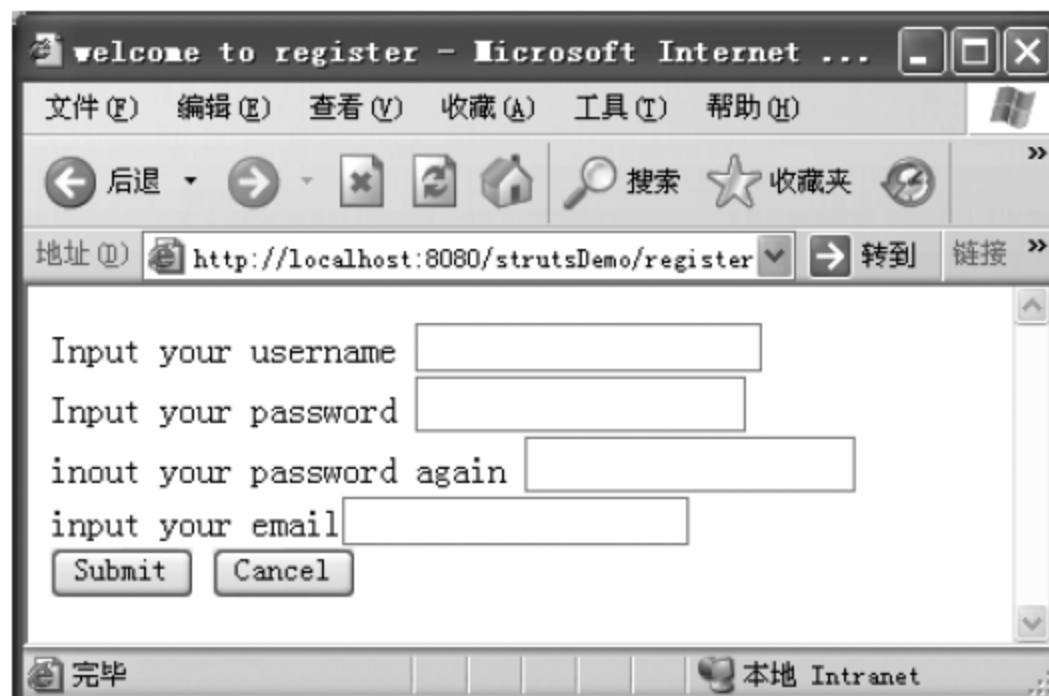 welcome to register - Microsoft Internet ...
文件(F) 编辑(E) 查看(V) 收藏(A) 工具(T) 帮助(H)
后退 搜索 收藏夹 »
地址(D) http://localhost:8080/strutsDemo/register 转到 链接 »
Input your username
Input your password
inout your password again
input your email
Submit Cancel
完毕 本地 Intranet